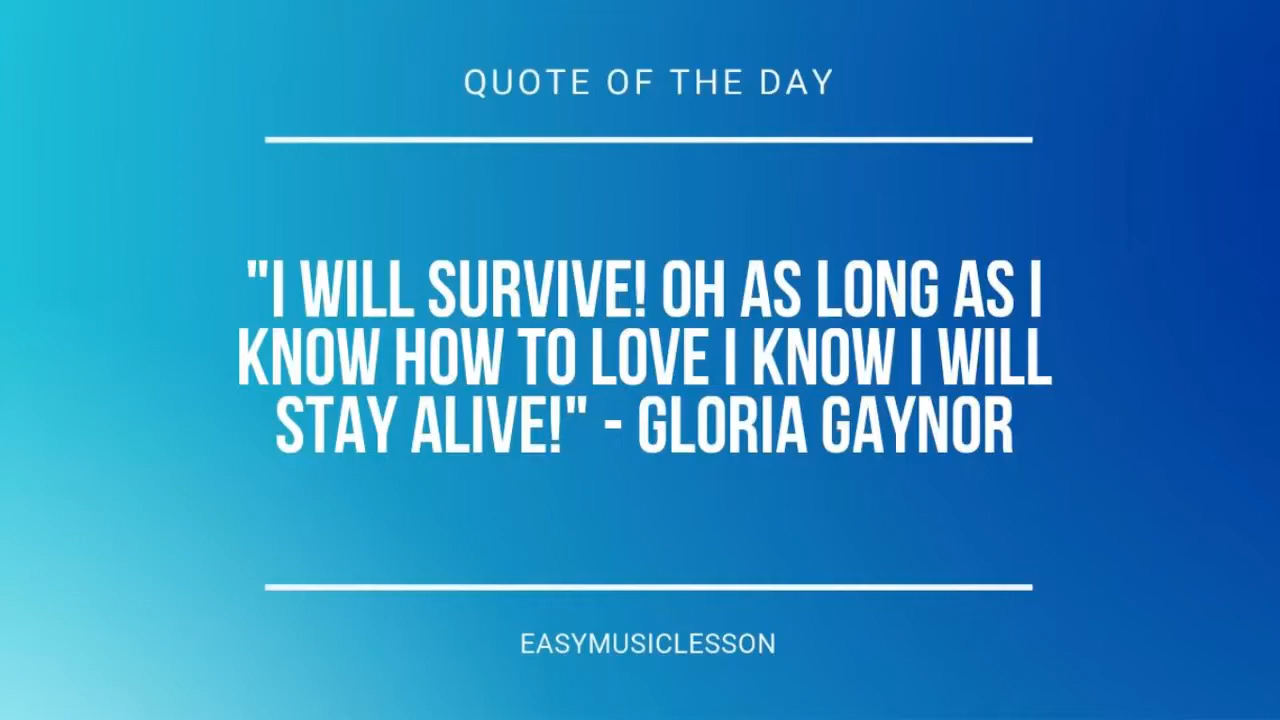 QUOTE OF THE DAY
"I WILL SURVIVE! OH AS LONG AS I
KNOW HOW TO LOVE I KNOW I WILL
STAY ALIVE!" - GLORIA GAYNOR
EASYMUSICLESSON